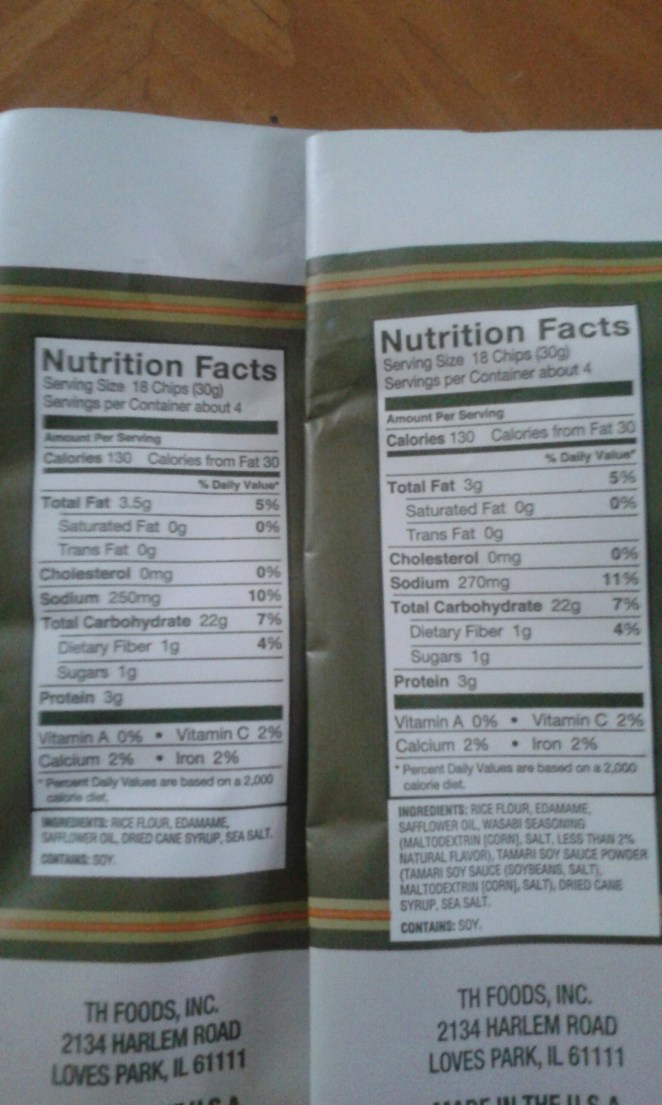 Nutrition Facts
Serving Size 18 Chips (30g)
Servings per Container about 4
Amount Per Serving
Calories 130 Calories from Fat 30
% Daily Value*
Total Fat 3.5g 5%
Saturated Fat 0g 0%
Trans Fat 0g
Cholesterol 0mg 0%
Sodium 250mg 10%
Total Carbohydrate 22g 7%
Dietary Fiber 1g 4%
Sugars 1g
Protein 3g
Vitamin A 0% • Vitamin C 2%
Calcium 2% • Iron 2%
* Percent Daily Values are based on a 2,000
calorie diet.
INGREDIENTS: RICE FLOUR, EDAMAME,
SAFFLOWER OIL, DRIED CANE SYRUP, SEA SALT.
CONTAINS: SOY.
TH FOODS, INC.
2134 HARLEM ROAD
LOVES PARK, IL 61111
Nutrition Facts
Serving Size 18 Chips (30g)
Servings per Container about 4
Amount Per Serving
Calories 130 Calories from Fat 30
% Daily Value*
Total Fat 3g 5%
Saturated Fat 0g 0%
Trans Fat 0g
Cholesterol 0mg 0%
Sodium 270mg 11%
Total Carbohydrate 22g 7%
Dietary Fiber 1g 4%
Sugars 1g
Protein 3g
Vitamin A 0% • Vitamin C 2%
Calcium 2% • Iron 2%
* Percent Daily Values are based on a 2,000
calorie diet.
INGREDIENTS: RICE FLOUR, EDAMAME,
SAFFLOWER OIL, WASABI SEASONING
(MALTODEXTRIN [CORN], SALT, LESS THAN 2%
NATURAL FLAVOR), TAMARI SOY SAUCE POWDER
(TAMARI SOY SAUCE (SOYBEANS, SALT),
MALTODEXTRIN [CORN], SALT), DRIED CANE
SYRUP, SEA SALT.
CONTAINS: SOY.
TH FOODS, INC.
2134 HARLEM ROAD
LOVES PARK, IL 61111
MADE IN THE U.S.A